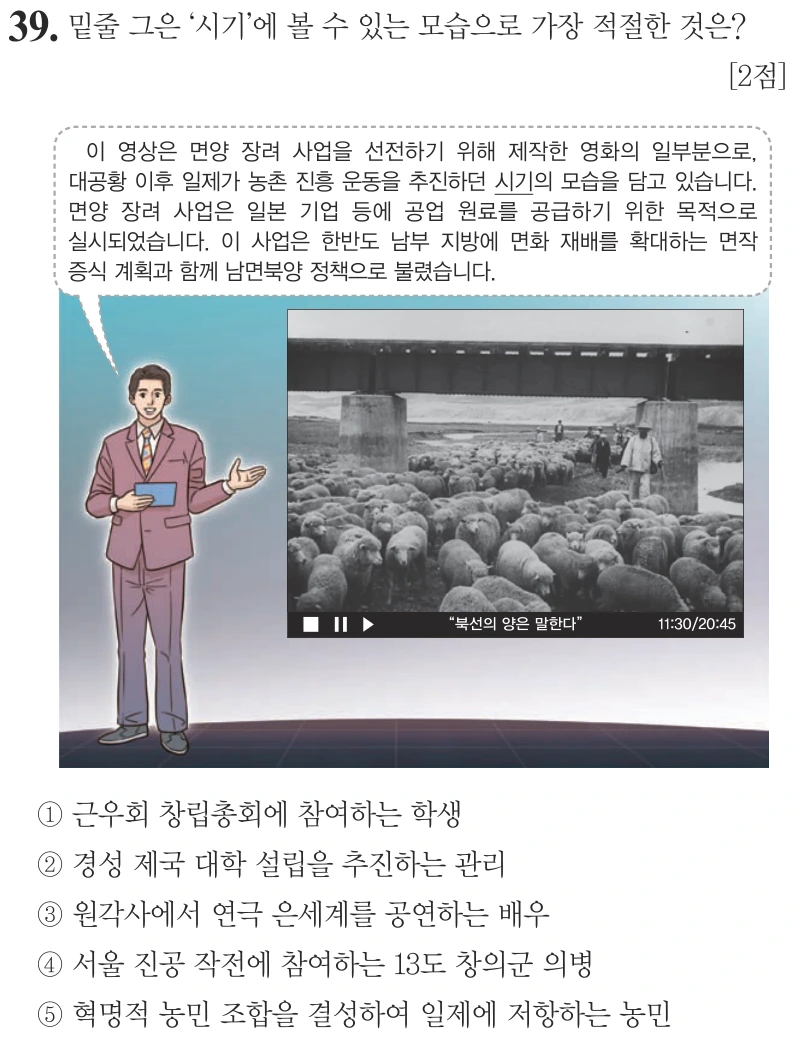 39. 밑줄 그은 ‘시기’에 볼 수 있는 모습으로 가장 적절한 것은?
[2점]
이 영상은 면양 장려 사업을 선전하기 위해 제작한 영화의 일부분으로,
대공황 이후 일제가 농촌 진흥 운동을 추진하던 시기의 모습을 담고 있습니다.
면양 장려 사업은 일본 기업 등에 공업 원료를 공급하기 위한 목적으로
실시되었습니다. 이 사업은 한반도 남부 지방에 면화 재배를 확대하는 면작
증식 계획과 함께 남면북양 정책으로 불렸습니다.
“북선의 양은 말한다” 11:30/20:45
① 근우회 창립총회에 참여하는 학생
② 경성 제국 대학 설립을 추진하는 관리
③ 원각사에서 연극 은세계를 공연하는 배우
④ 서울 진공 작전에 참여하는 13도 창의군 의병
⑤ 혁명적 농민 조합을 결성하여 일제에 저항하는 농민